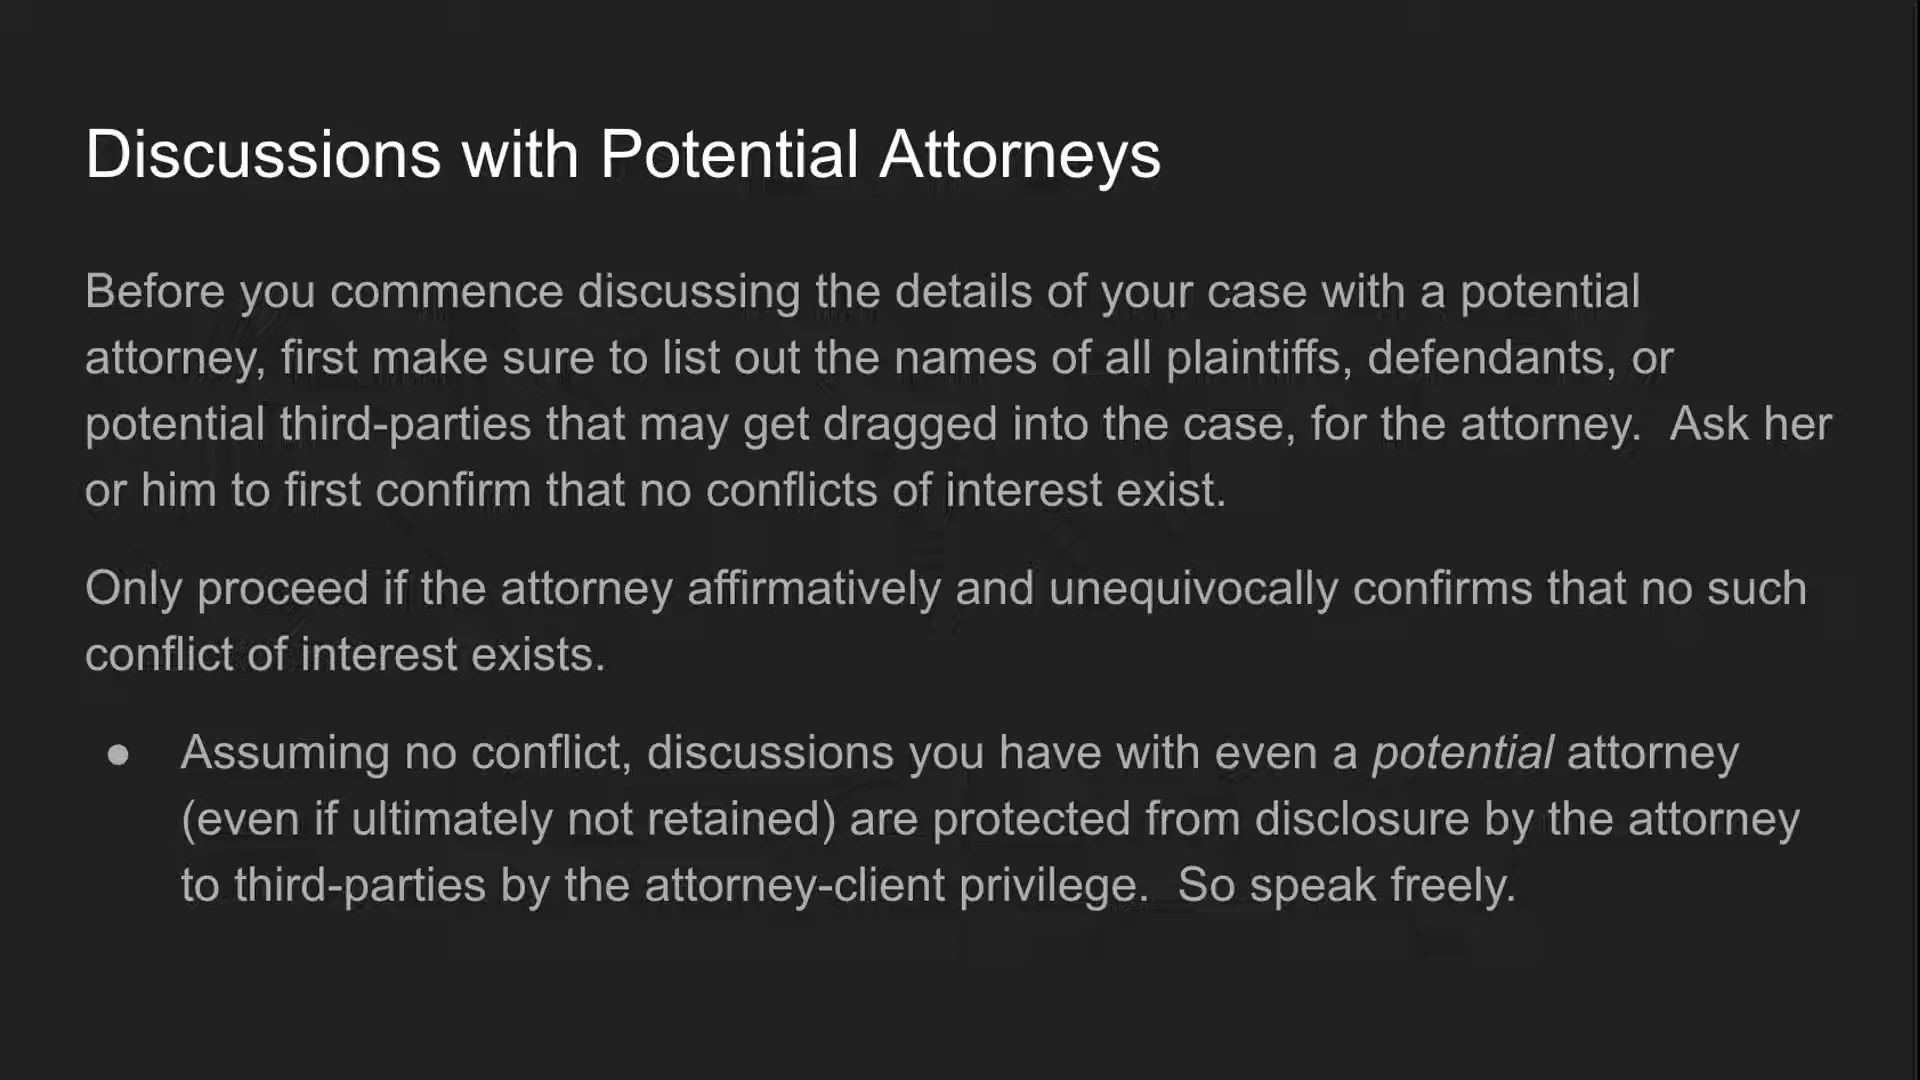 Discussions with Potential Attorneys
Before you commence discussing the details of your case with a potential
attorney, first make sure to list out the names of all plaintiffs, defendants, or
potential third-parties that may get dragged into the case, for the attorney.  Ask her
or him to first confirm that no conflicts of interest exist.
Only proceed if the attorney affirmatively and unequivocally confirms that no such
conflict of interest exists.
● Assuming no conflict, discussions you have with even a potential attorney
(even if ultimately not retained) are protected from disclosure by the attorney
to third-parties by the attorney-client privilege.  So speak freely.